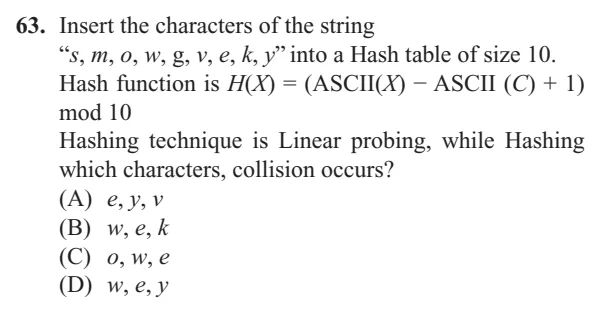 63. Insert the characters of the string
“s, m, o, w, g, v, e, k, y” into a Hash table of size 10.
Hash function is H(X) = (ASCII(X) − ASCII (C) + 1)
mod 10
Hashing technique is Linear probing, while Hashing
which characters, collision occurs?
(A) e, y, v
(B) w, e, k
(C) o, w, e
(D) w, e, y